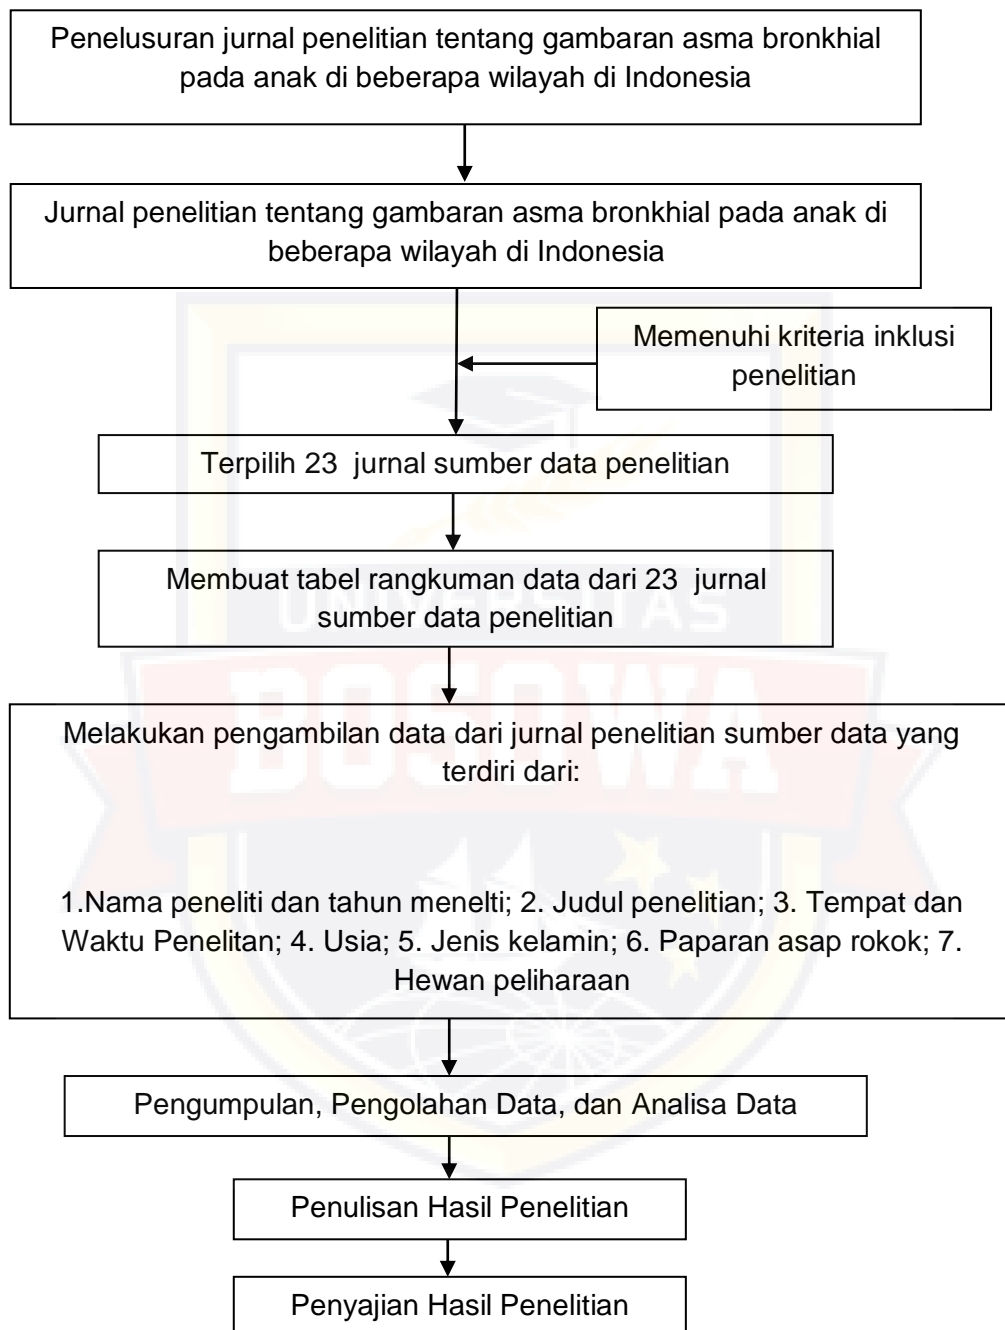 Penelusuran jurnal penelitian tentang gambaran asma bronkhial
pada anak di beberapa wilayah di Indonesia
Jurnal penelitian tentang gambaran asma bronkhial pada anak di
beberapa wilayah di Indonesia
Memenuhi kriteria inklusi
penelitian
Terpilih 23 jurnal sumber data penelitian
Membuat tabel rangkuman data dari 23 jurnal
sumber data penelitian
UNIVERSITAS
BOSOWA
Melakukan pengambilan data dari jurnal penelitian sumber data yang
terdiri dari:
1.Nama peneliti dan tahun menelti; 2. Judul penelitian; 3. Tempat dan
Waktu Penelitan; 4. Usia; 5. Jenis kelamin; 6. Paparan asap rokok; 7.
Hewan peliharaan
Pengumpulan, Pengolahan Data, dan Analisa Data
Penulisan Hasil Penelitian
Penyajian Hasil Penelitian